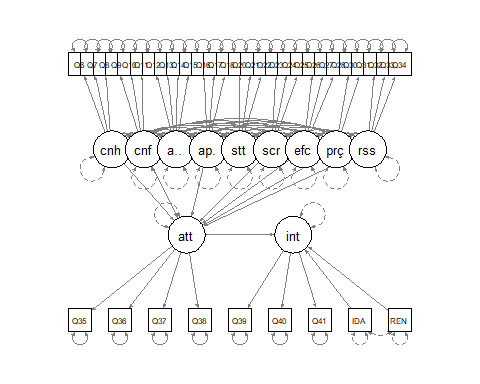 Q6 Q7 Q8 Q9 Q10 Q11 Q12 Q13 Q14 Q15 Q16 Q17 Q18 Q20 Q21 Q22 Q23 Q24 Q25 Q26 Q27 Q28 Q30 Q31 Q32 Q33 Q34
cnh cnf a.. ap. stt scr efc prç rss
att int
Q35 Q36 Q37 Q38 Q39 Q40 Q41 IDA REN